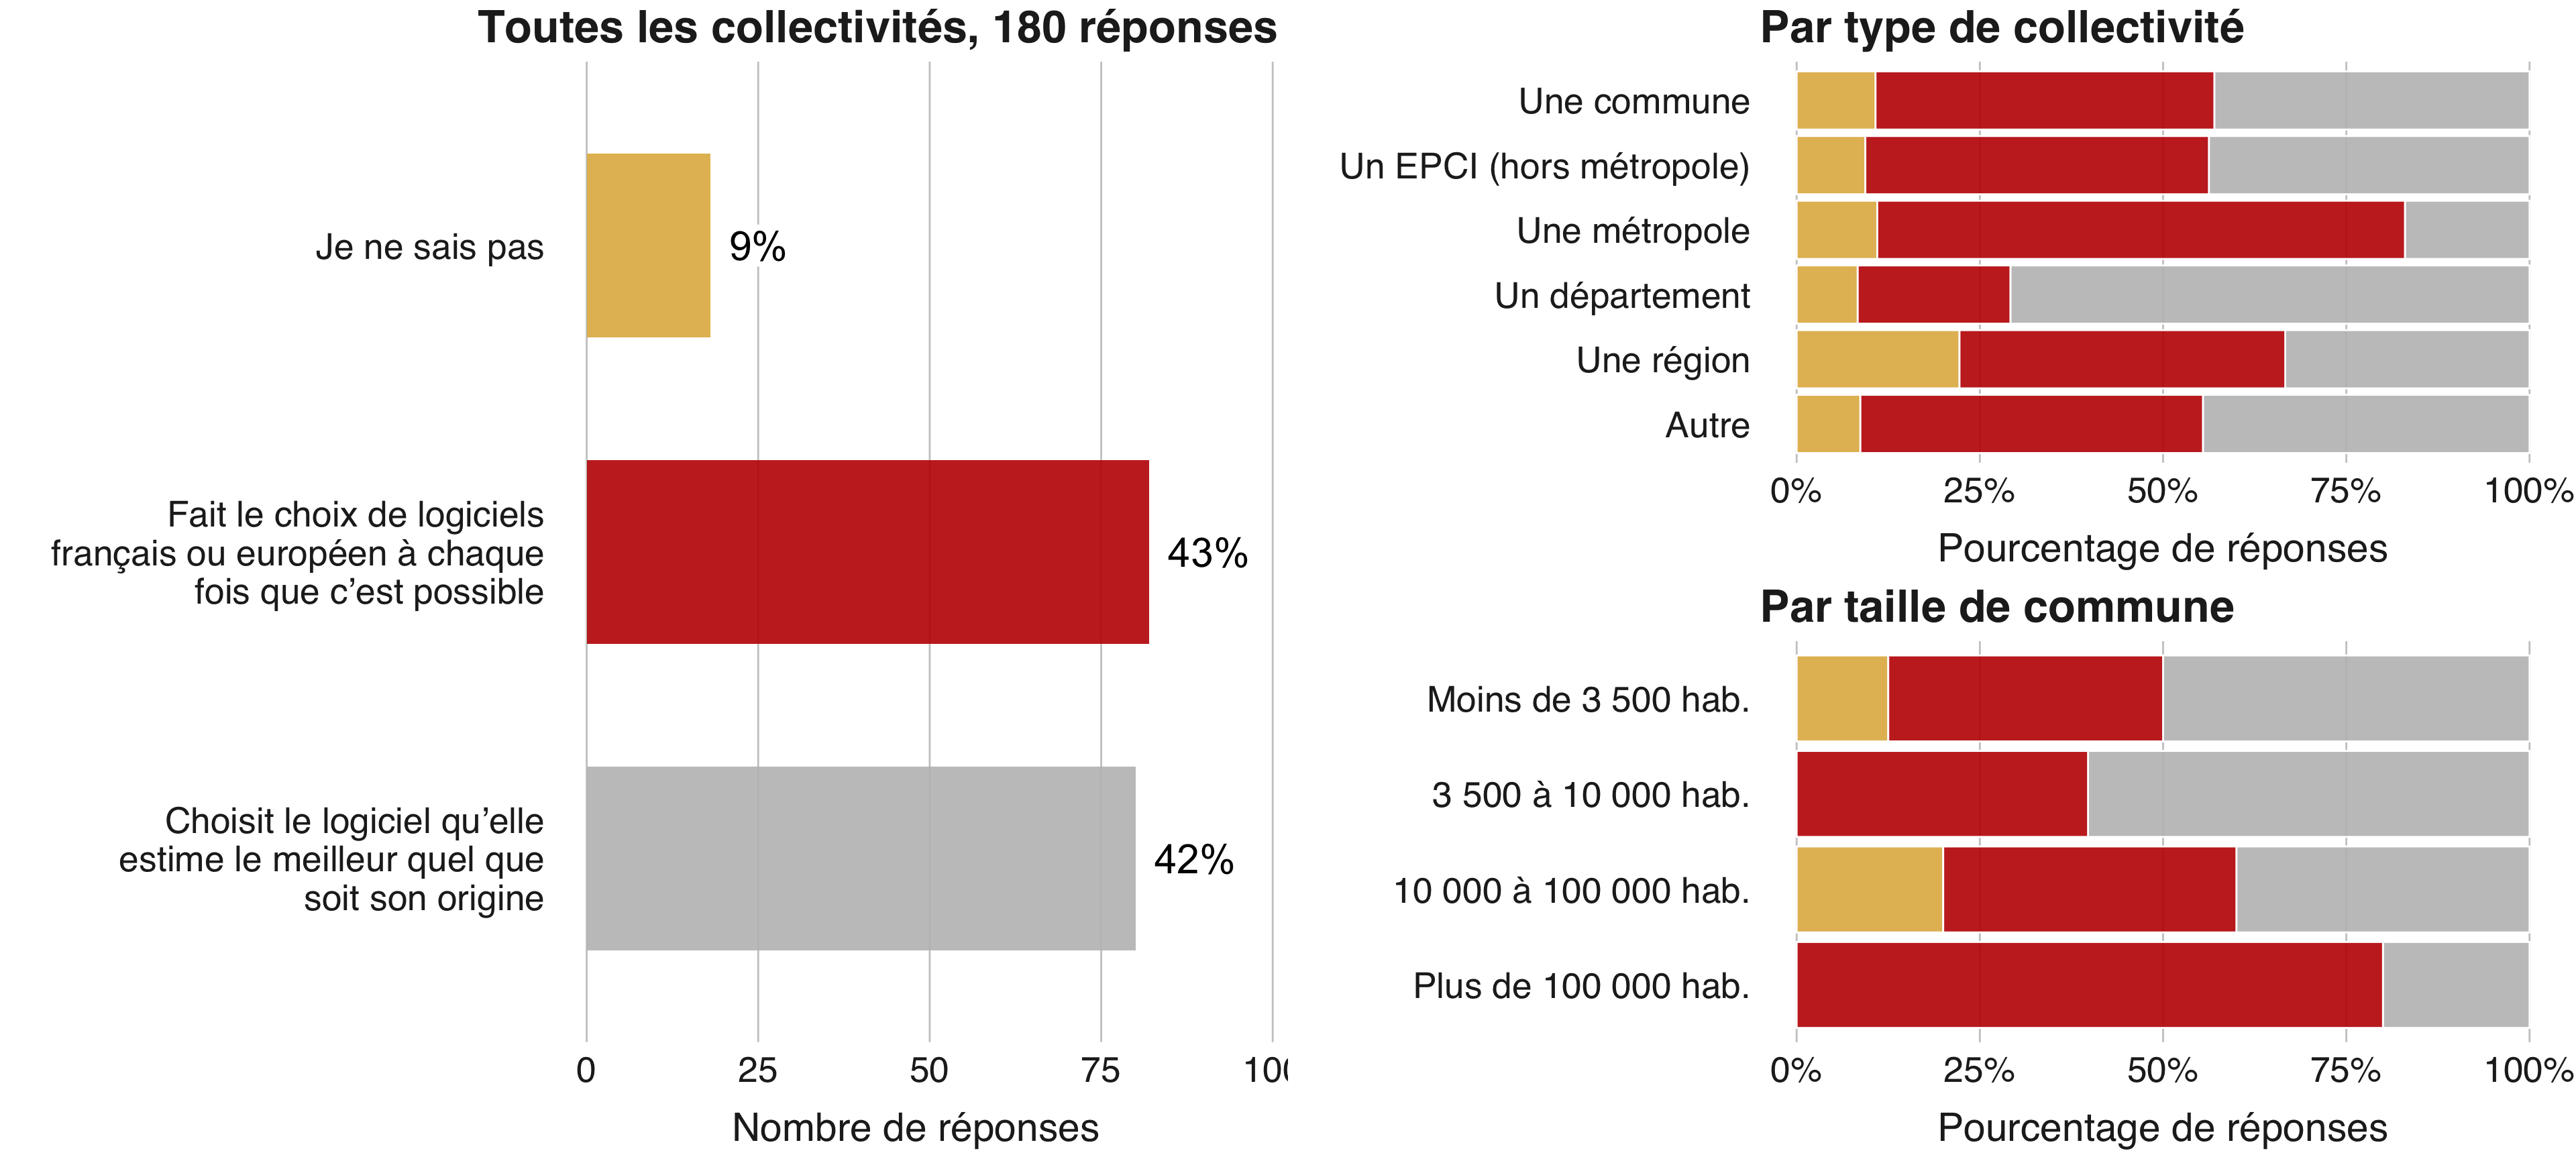 Toutes les collectivités, 180 réponses
Je ne sais pas
9%
Fait le choix de logiciels
français ou européen à chaque
fois que c’est possible
43%
Choisit le logiciel qu’elle
estime le meilleur quel que
soit son origine
42%
0 25 50 75 100
Nombre de réponses
Par type de collectivité
Une commune
Un EPCI (hors métropole)
Une métropole
Un département
Une région
Autre
0% 25% 50% 75% 100%
Pourcentage de réponses
Par taille de commune
Moins de 3 500 hab.
3 500 à 10 000 hab.
10 000 à 100 000 hab.
Plus de 100 000 hab.
0% 25% 50% 75% 100%
Pourcentage de réponses